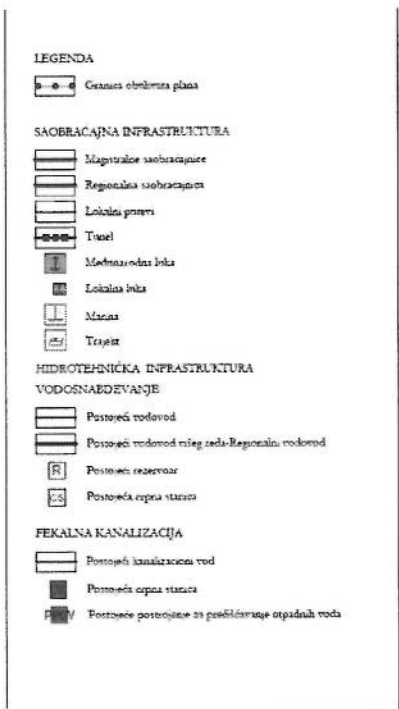 LEGENDA
Granica obuhvata plana
SAOBRAĆAJNA INFRASTRUKTURA
Magistralne saobraćajnice
Regionalna saobraćajnica
Lokalni putevi
Tunel
Međunarodna luka
Lokalna luka
Marina
Trajekt
HIDROTEHNIČKA INFRASTRUKTURA
VODOSNABDEVANJE
Postojeći vodovod
Postojeći vodovod višeg reda-Regionalni vodovod
R Postojeći rezervoar
CS Postojeća crpna stanica
FEKALNA KANALIZACIJA
Postojeći kanalizacioni vod
Postojeća crpna stanica
Postojeće postrojenje za prečišćavanje otpadnih voda